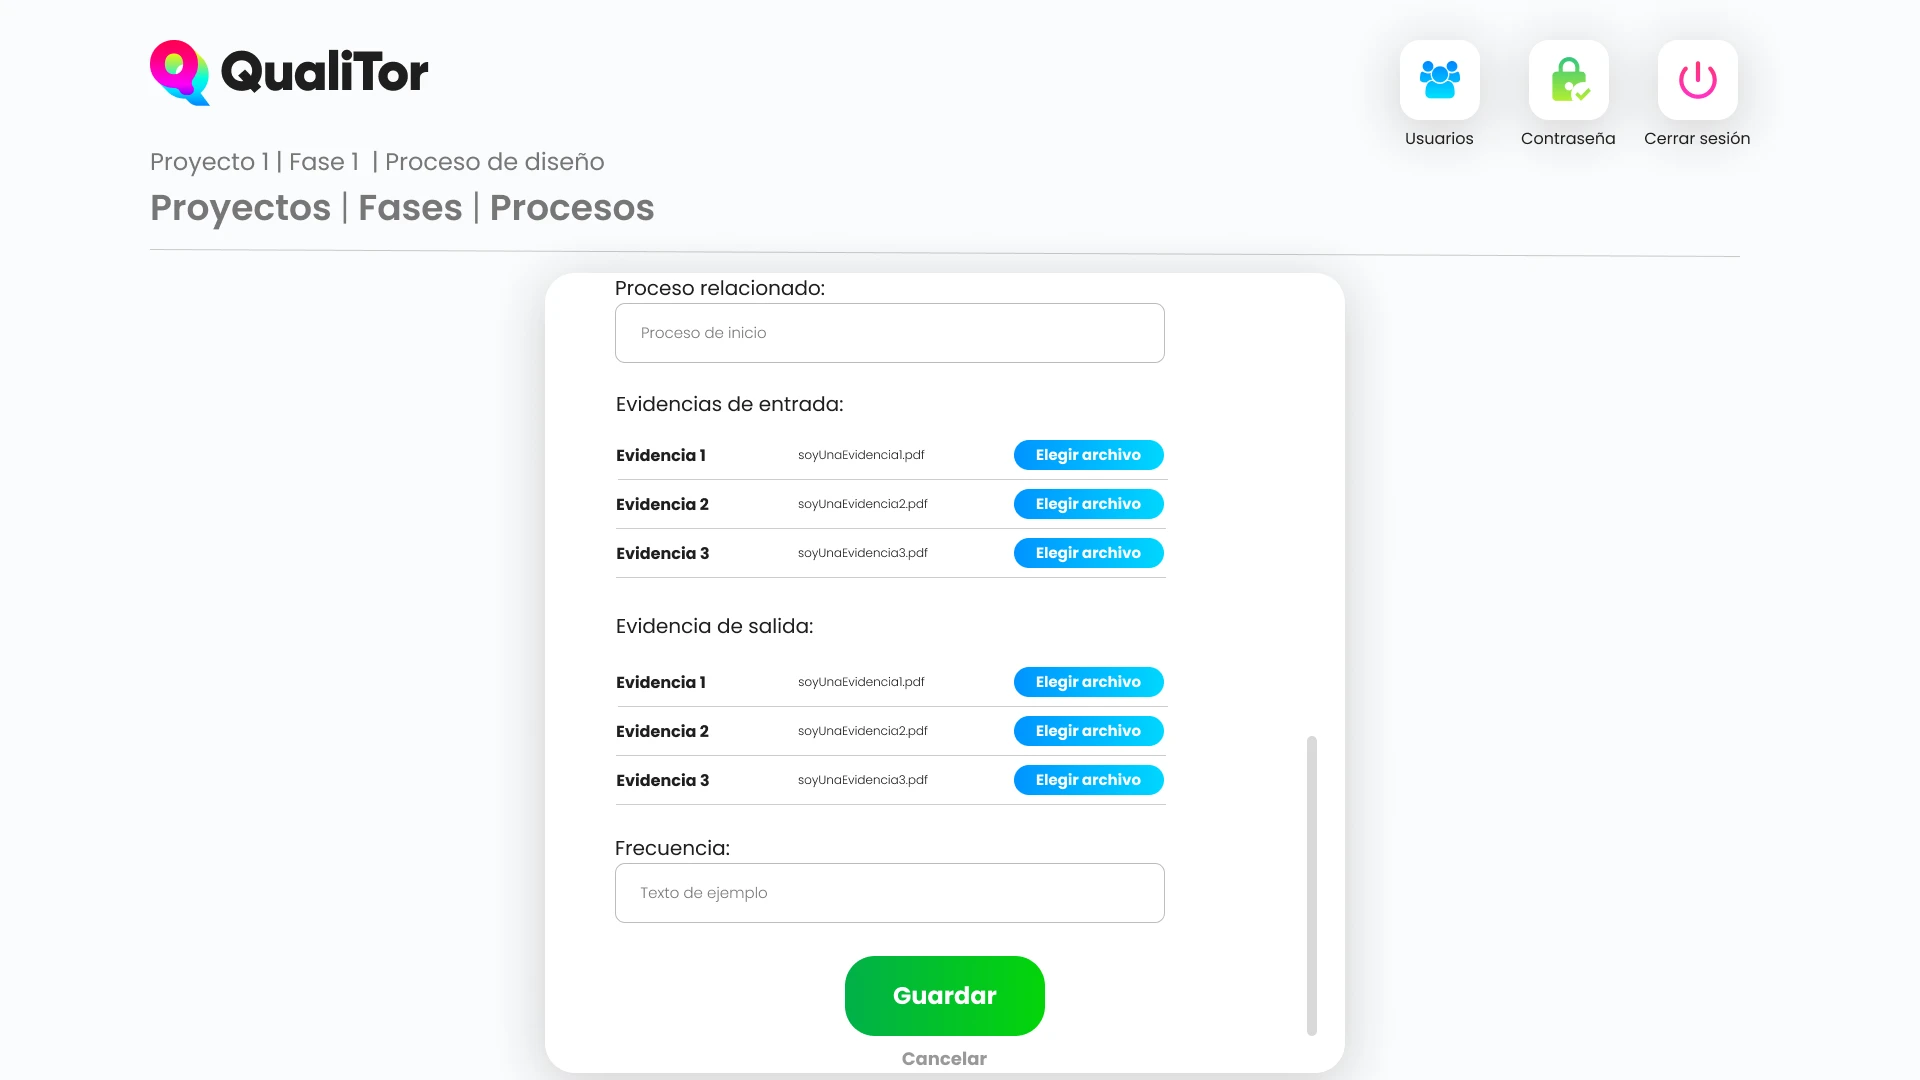 QualiTor
Usuarios
Contraseña
Cerrar sesión
Proyecto 1 | Fase 1 | Proceso de diseño
Proyectos | Fases | Procesos
Proceso relacionado:
Proceso de inicio
Evidencias de entrada:
Evidencia 1 soyUnaEvidencia1.pdf Elegir archivo
Evidencia 2 soyUnaEvidencia2.pdf Elegir archivo
Evidencia 3 soyUnaEvidencia3.pdf Elegir archivo
Evidencia de salida:
Evidencia 1 soyUnaEvidencia1.pdf Elegir archivo
Evidencia 2 soyUnaEvidencia2.pdf Elegir archivo
Evidencia 3 soyUnaEvidencia3.pdf Elegir archivo
Frecuencia:
Texto de ejemplo
Guardar
Cancelar